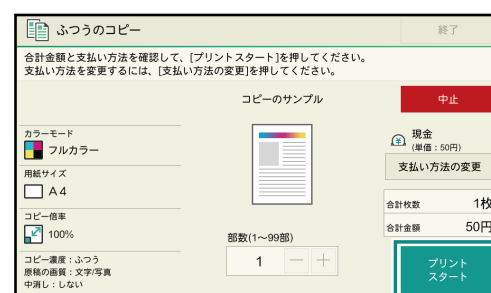 ふつうのコピー
終了
合計金額と支払い方法を確認して、[プリントスタート]を押してください。
支払い方法を変更するには、[支払い方法の変更]を押してください。
コピーのサンプル
中止
カラーモード
フルカラー
現金
(単価：50円)
支払い方法の変更
用紙サイズ
A4
合計枚数 1枚
コピー倍率
100%
合計金額 50円
部数(1～99部)
1 － ＋
コピー濃度：ふつう
原稿の画質：文字/写真
中消し：しない
プリント
スタート